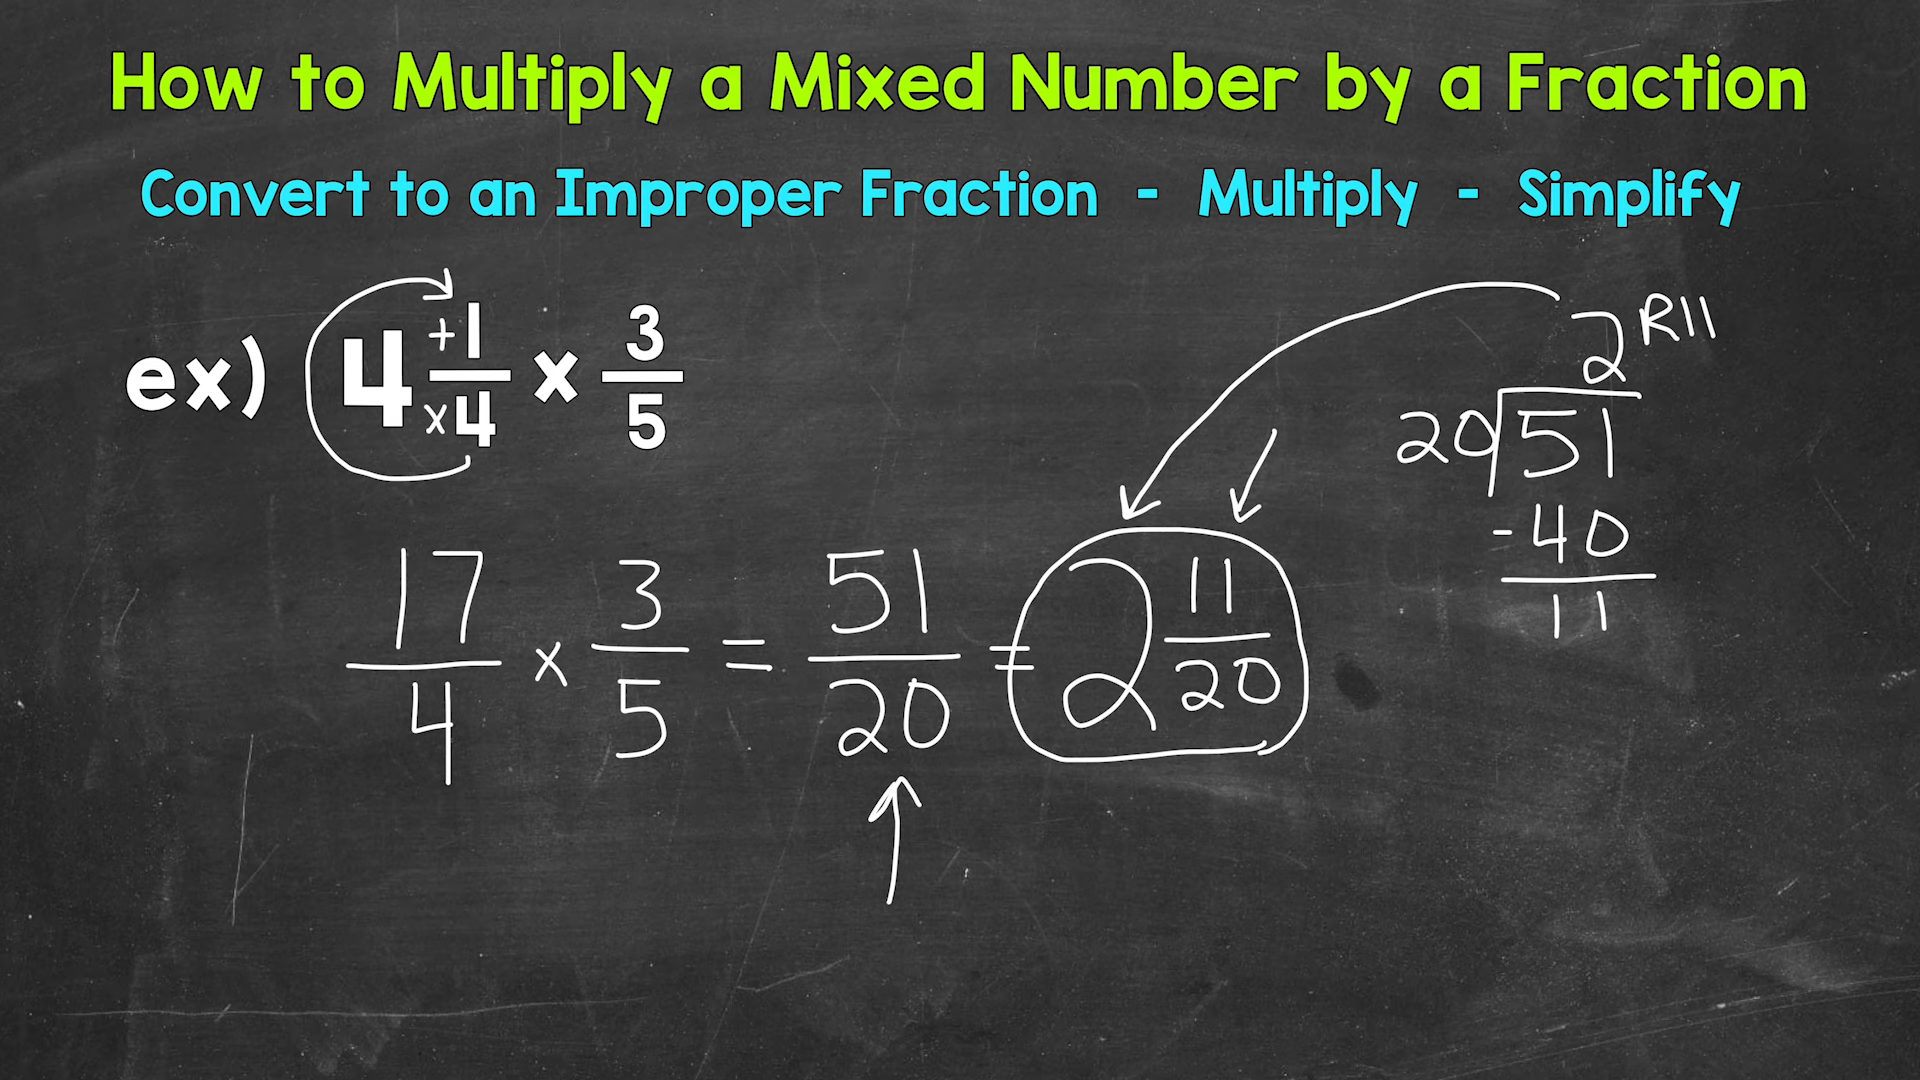 How to Multiply a Mixed Number by a Fraction
Convert to an Improper Fraction - Multiply - Simplify
ex) 4 +1/×4 × 3/5
17/4 × 3/5 = 51/20 = 2 11/20
2 R11
20 51
-40
11